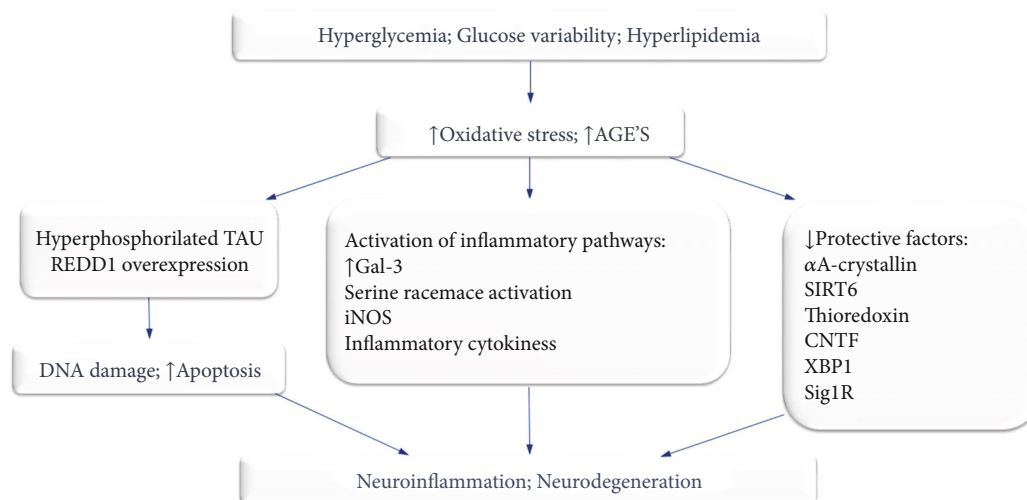 Hyperglycemia; Glucose variability; Hyperlipidemia
↑Oxidative stress; ↑AGE'S
Hyperphosphorilated TAU
REDD1 overexpression
DNA damage; ↑Apoptosis
Activation of inflammatory pathways:
↑Gal-3
Serine racemace activation
iNOS
Inflammatory cytokiness
↓Protective factors:
αA-crystallin
SIRT6
Thioredoxin
CNTF
XBP1
Sig1R
Neuroinflammation; Neurodegeneration